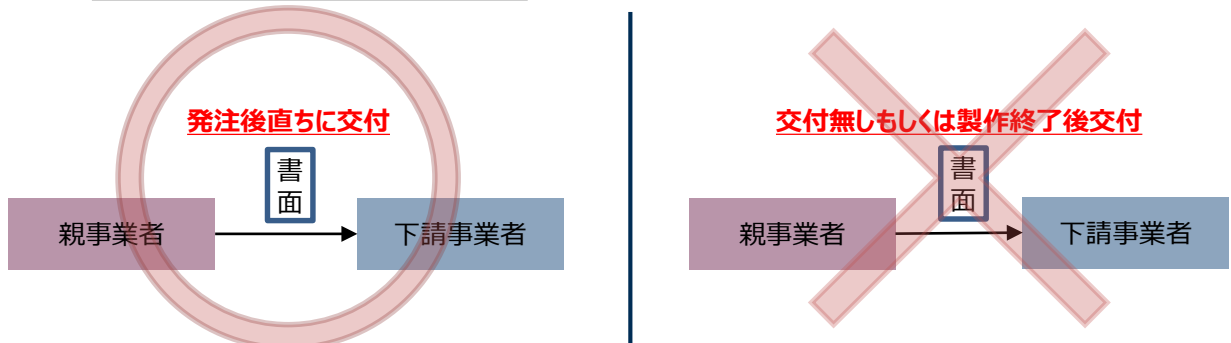 発注後直ちに交付
書
面
親事業者
下請事業者
交付無しもしくは製作終了後交付
書
面
親事業者
下請事業者